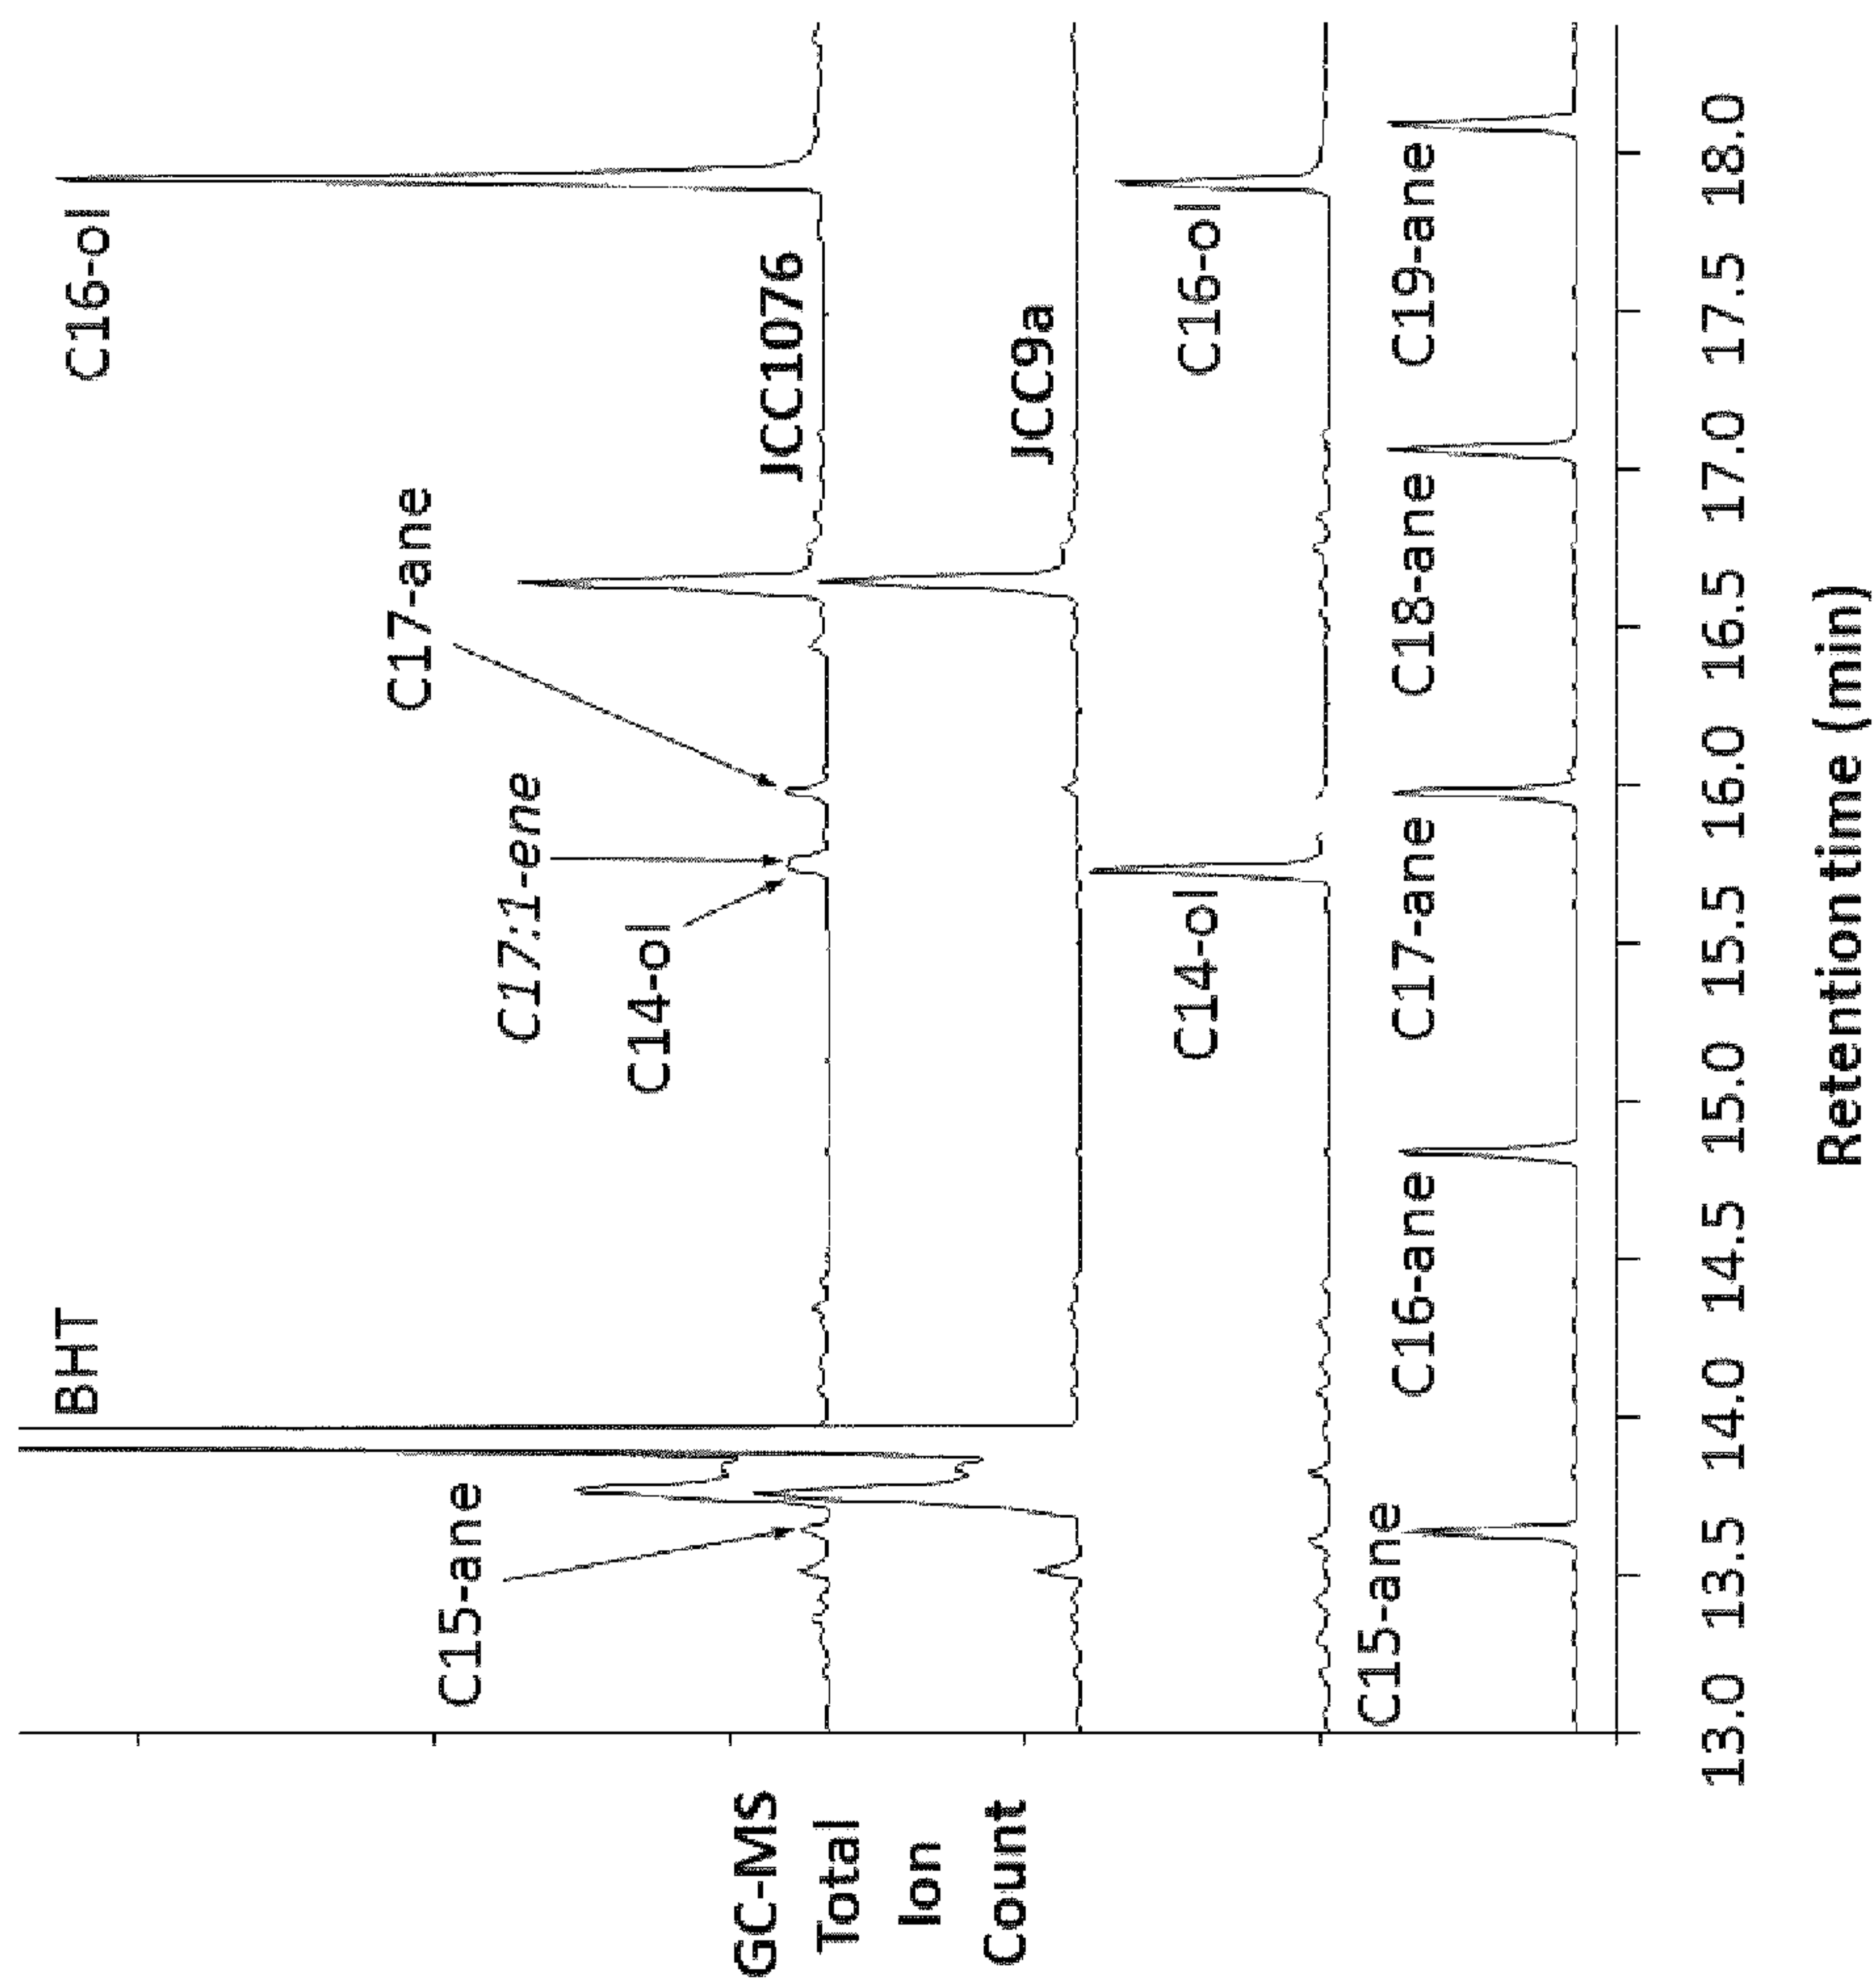 BHT
C16-ol
C17-ane
C17:1-ene
C14-ol
C15-ane
JCC1076
JCC9a
C14-ol
C16-ol
C15-ane
C16-ane
C17-ane
C18-ane
C19-ane
GC-MS
Total
Ion
Count
13.0 13.5 14.0 14.5 15.0 15.5 16.0 16.5 17.0 17.5 18.0
Retention time (min)